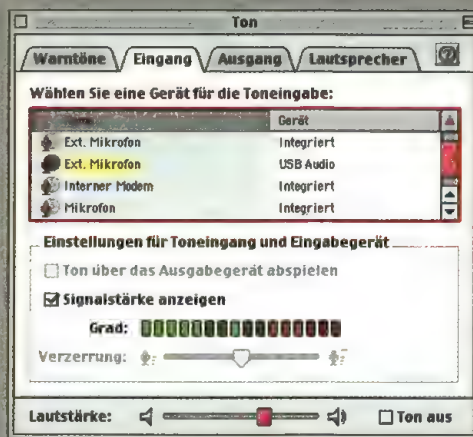 Ton
Warntöne Eingang Ausgang Lautsprecher ?
Wählen Sie eine Gerät für die Toneingabe:
Gerät
Ext. Mikrofon Integriert
Ext. Mikrofon USB Audio
Interner Modem Integriert
Mikrofon Integriert
Einstellungen für Toneingang und Eingabegerät
Ton über das Ausgabegerät abspielen
Signalstärke anzeigen
Grad:
Verzerrung:
Lautstärke: Ton aus